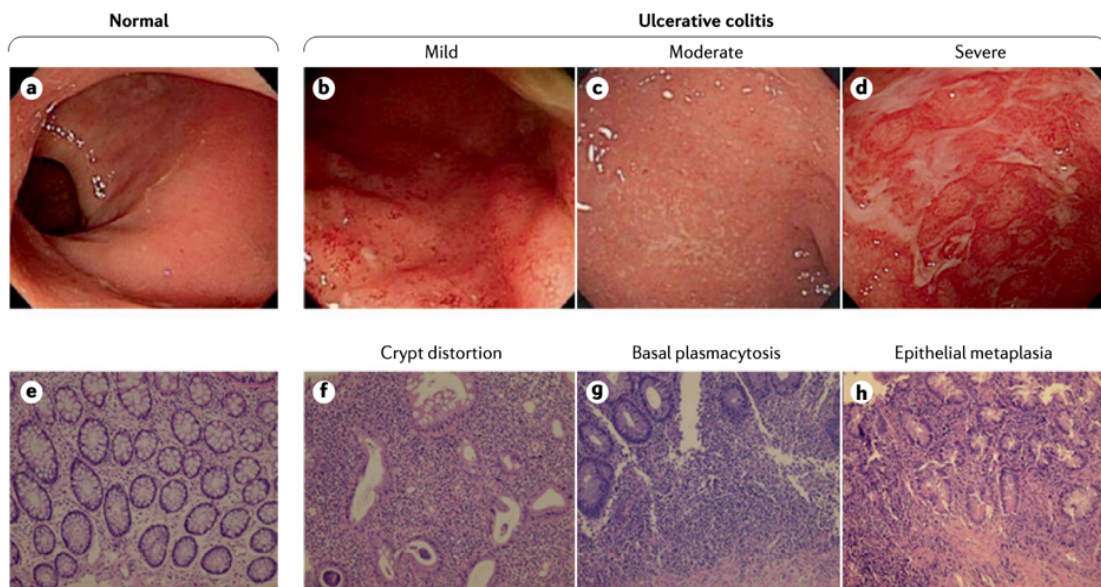 Normal
Ulcerative colitis
Mild
Moderate
Severe
a
b
c
d
Crypt distortion
Basal plasmacytosis
Epithelial metaplasia
e
f
g
h